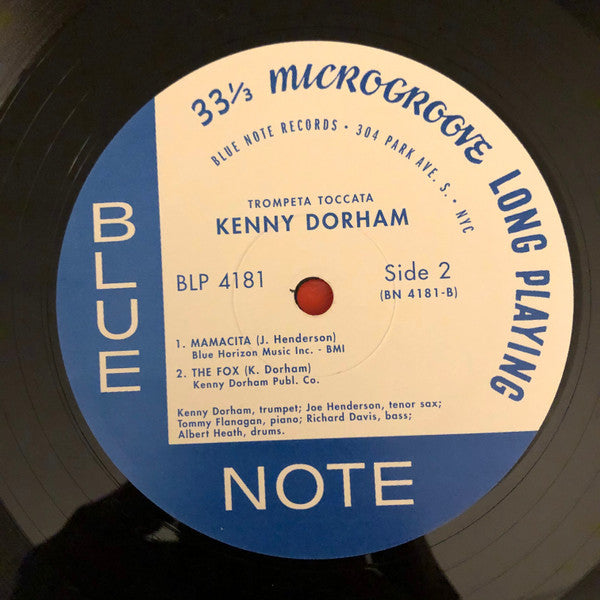 33⅓ MICROGROOVE LONG PLAYING
BLUE NOTE RECORDS • 304 PARK AVE. S. • NYC
TROMPETA TOCCATA
KENNY DORHAM
BLP 4181
Side 2
(BN 4181-B)
1. MAMACITA (J. Henderson)
Blue Horizon Music Inc. - BMI
2. THE FOX (K. Dorham)
Kenny Dorham Publ. Co.
Kenny Dorham, trumpet; Joe Henderson, tenor sax;
Tommy Flanagan, piano; Richard Davis, bass;
Albert Heath, drums.
BLUE
NOTE